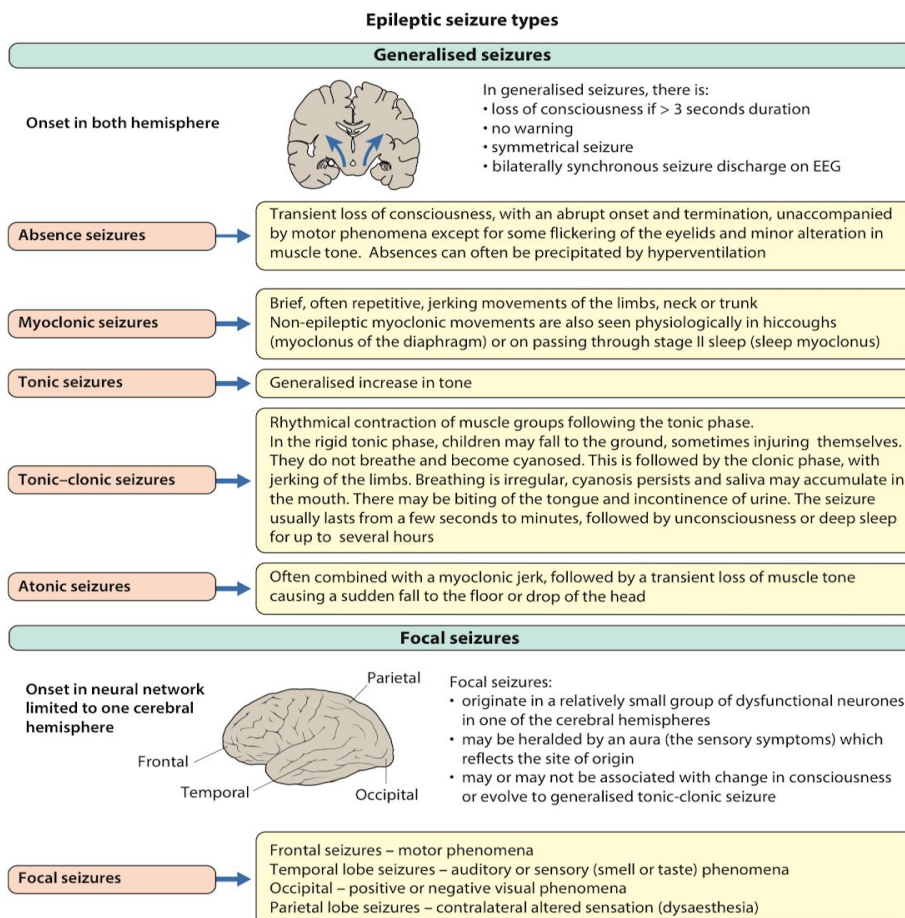 Epileptic seizure types
Generalised seizures
Onset in both hemisphere
In generalised seizures, there is:
• loss of consciousness if > 3 seconds duration
• no warning
• symmetrical seizure
• bilaterally synchronous seizure discharge on EEG
Absence seizures
Transient loss of consciousness, with an abrupt onset and termination, unaccompanied
by motor phenomena except for some flickering of the eyelids and minor alteration in
muscle tone. Absences can often be precipitated by hyperventilation
Myoclonic seizures
Brief, often repetitive, jerking movements of the limbs, neck or trunk
Non-epileptic myoclonic movements are also seen physiologically in hiccoughs
(myoclonus of the diaphragm) or on passing through stage II sleep (sleep myoclonus)
Tonic seizures
Generalised increase in tone
Tonic–clonic seizures
Rhythmical contraction of muscle groups following the tonic phase.
In the rigid tonic phase, children may fall to the ground, sometimes injuring themselves.
They do not breathe and become cyanosed. This is followed by the clonic phase, with
jerking of the limbs. Breathing is irregular, cyanosis persists and saliva may accumulate in
the mouth. There may be biting of the tongue and incontinence of urine. The seizure
usually lasts from a few seconds to minutes, followed by unconsciousness or deep sleep
for up to several hours
Atonic seizures
Often combined with a myoclonic jerk, followed by a transient loss of muscle tone
causing a sudden fall to the floor or drop of the head
Focal seizures
Onset in neural network
limited to one cerebral
hemisphere
Parietal
Frontal
Temporal
Occipital
Focal seizures:
• originate in a relatively small group of dysfunctional neurones
in one of the cerebral hemispheres
• may be heralded by an aura (the sensory symptoms) which
reflects the site of origin
• may or may not be associated with change in consciousness
or evolve to generalised tonic-clonic seizure
Focal seizures
Frontal seizures – motor phenomena
Temporal lobe seizures – auditory or sensory (smell or taste) phenomena
Occipital – positive or negative visual phenomena
Parietal lobe seizures – contralateral altered sensation (dysaesthesia)